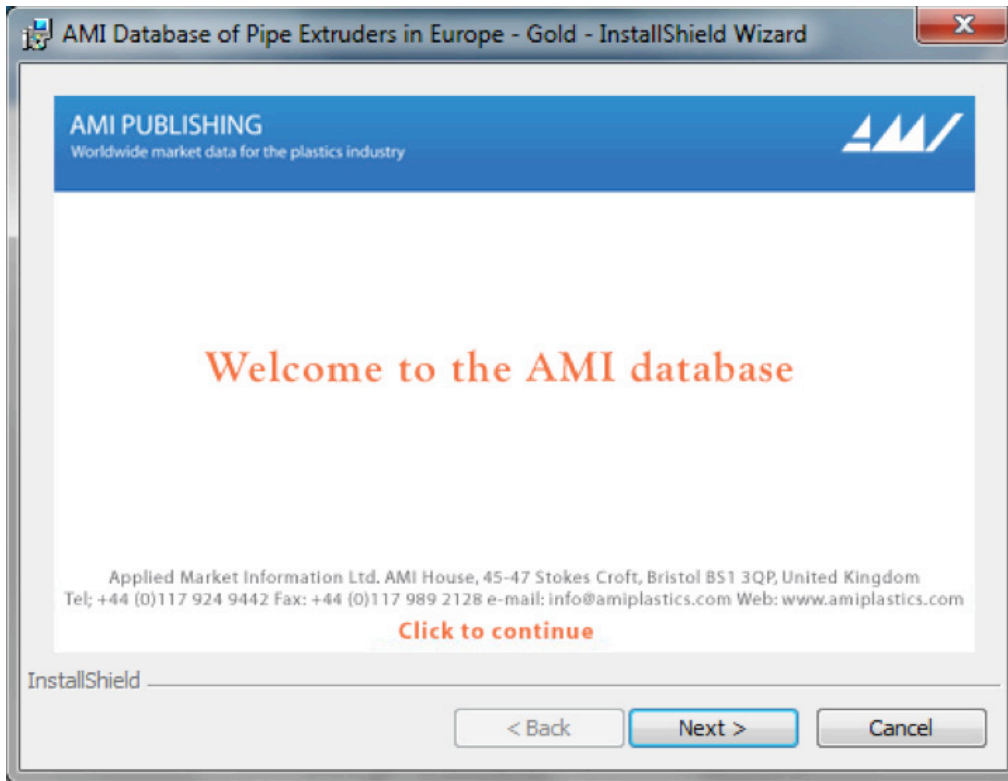 AMI Database of Pipe Extruders in Europe - Gold - InstallShield Wizard
AMI PUBLISHING
Worldwide market data for the plastics industry
AMI
Welcome to the AMI database
Applied Market Information Ltd. AMI House, 45-47 Stokes Croft, Bristol BS1 3QP, United Kingdom
Tel; +44 (0)117 924 9442 Fax: +44 (0)117 989 2128 e-mail: info@amiplastics.com Web: www.amiplastics.com
Click to continue
InstallShield
< Back Next > Cancel